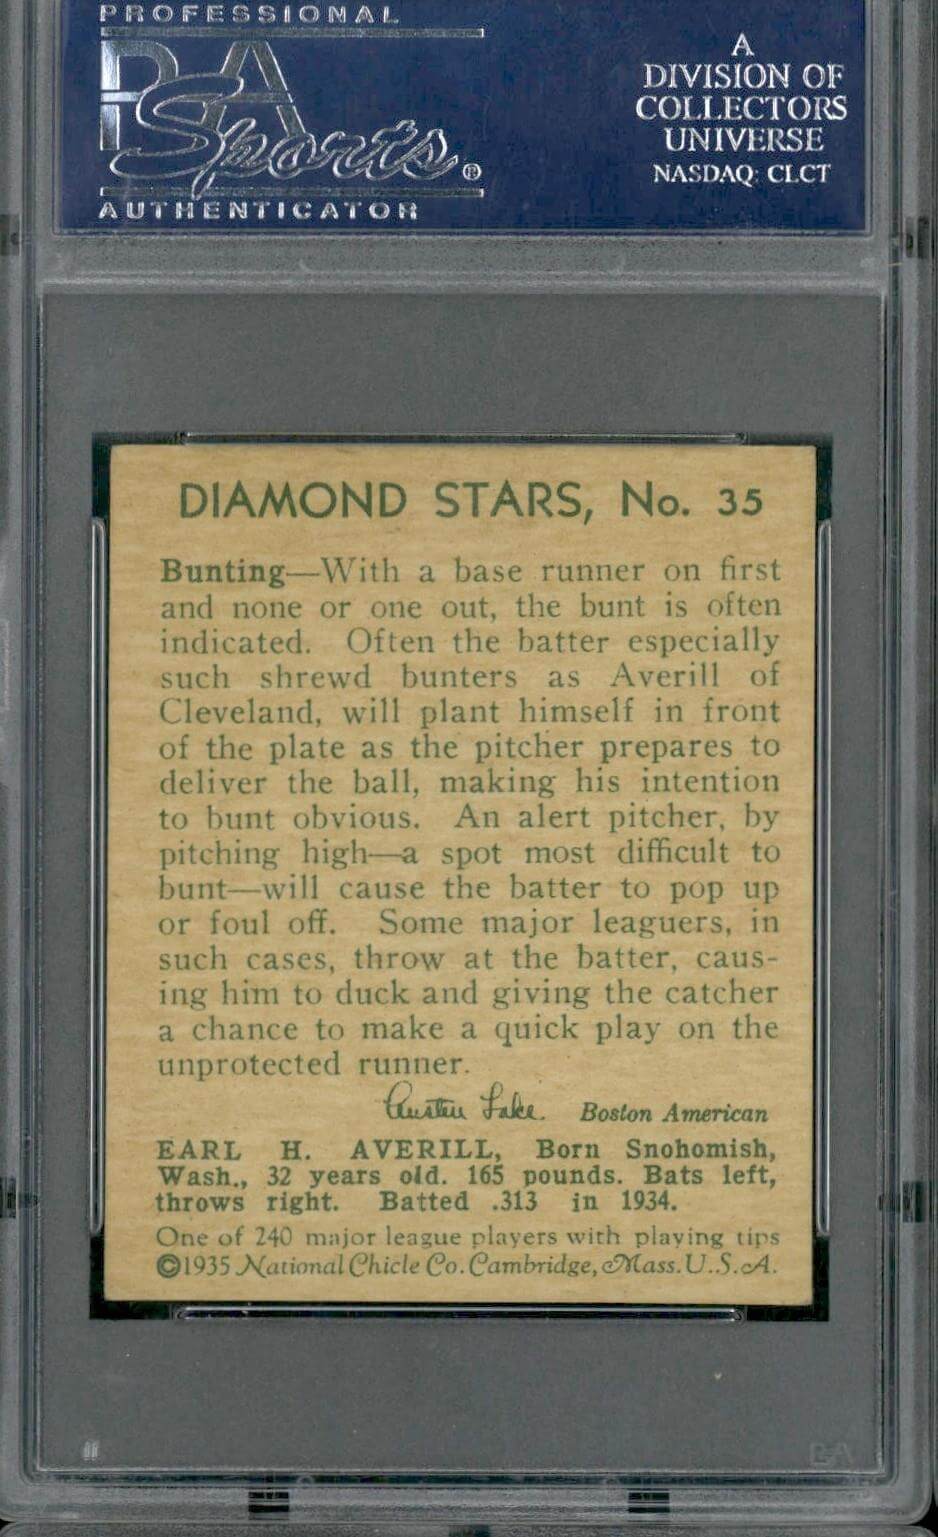 PROFESSIONAL
PSA
Sports®
AUTHENTICATOR
A
DIVISION OF
COLLECTORS
UNIVERSE
NASDAQ: CLCT
DIAMOND STARS, No. 35
Bunting—With a base runner on first
and none or one out, the bunt is often
indicated. Often the batter especially
such shrewd bunters as Averill of
Cleveland, will plant himself in front
of the plate as the pitcher prepares to
deliver the ball, making his intention
to bunt obvious. An alert pitcher, by
pitching high—a spot most difficult to
bunt—will cause the batter to pop up
or foul off. Some major leaguers, in
such cases, throw at the batter, caus-
ing him to duck and giving the catcher
a chance to make a quick play on the
unprotected runner.
Austen Lake. Boston American
EARL H. AVERILL, Born Snohomish,
Wash., 32 years old. 165 pounds. Bats left,
throws right. Batted .313 in 1934.
One of 240 major league players with playing tips
©1935 National Chicle Co. Cambridge, Mass. U.S.A.
PSA